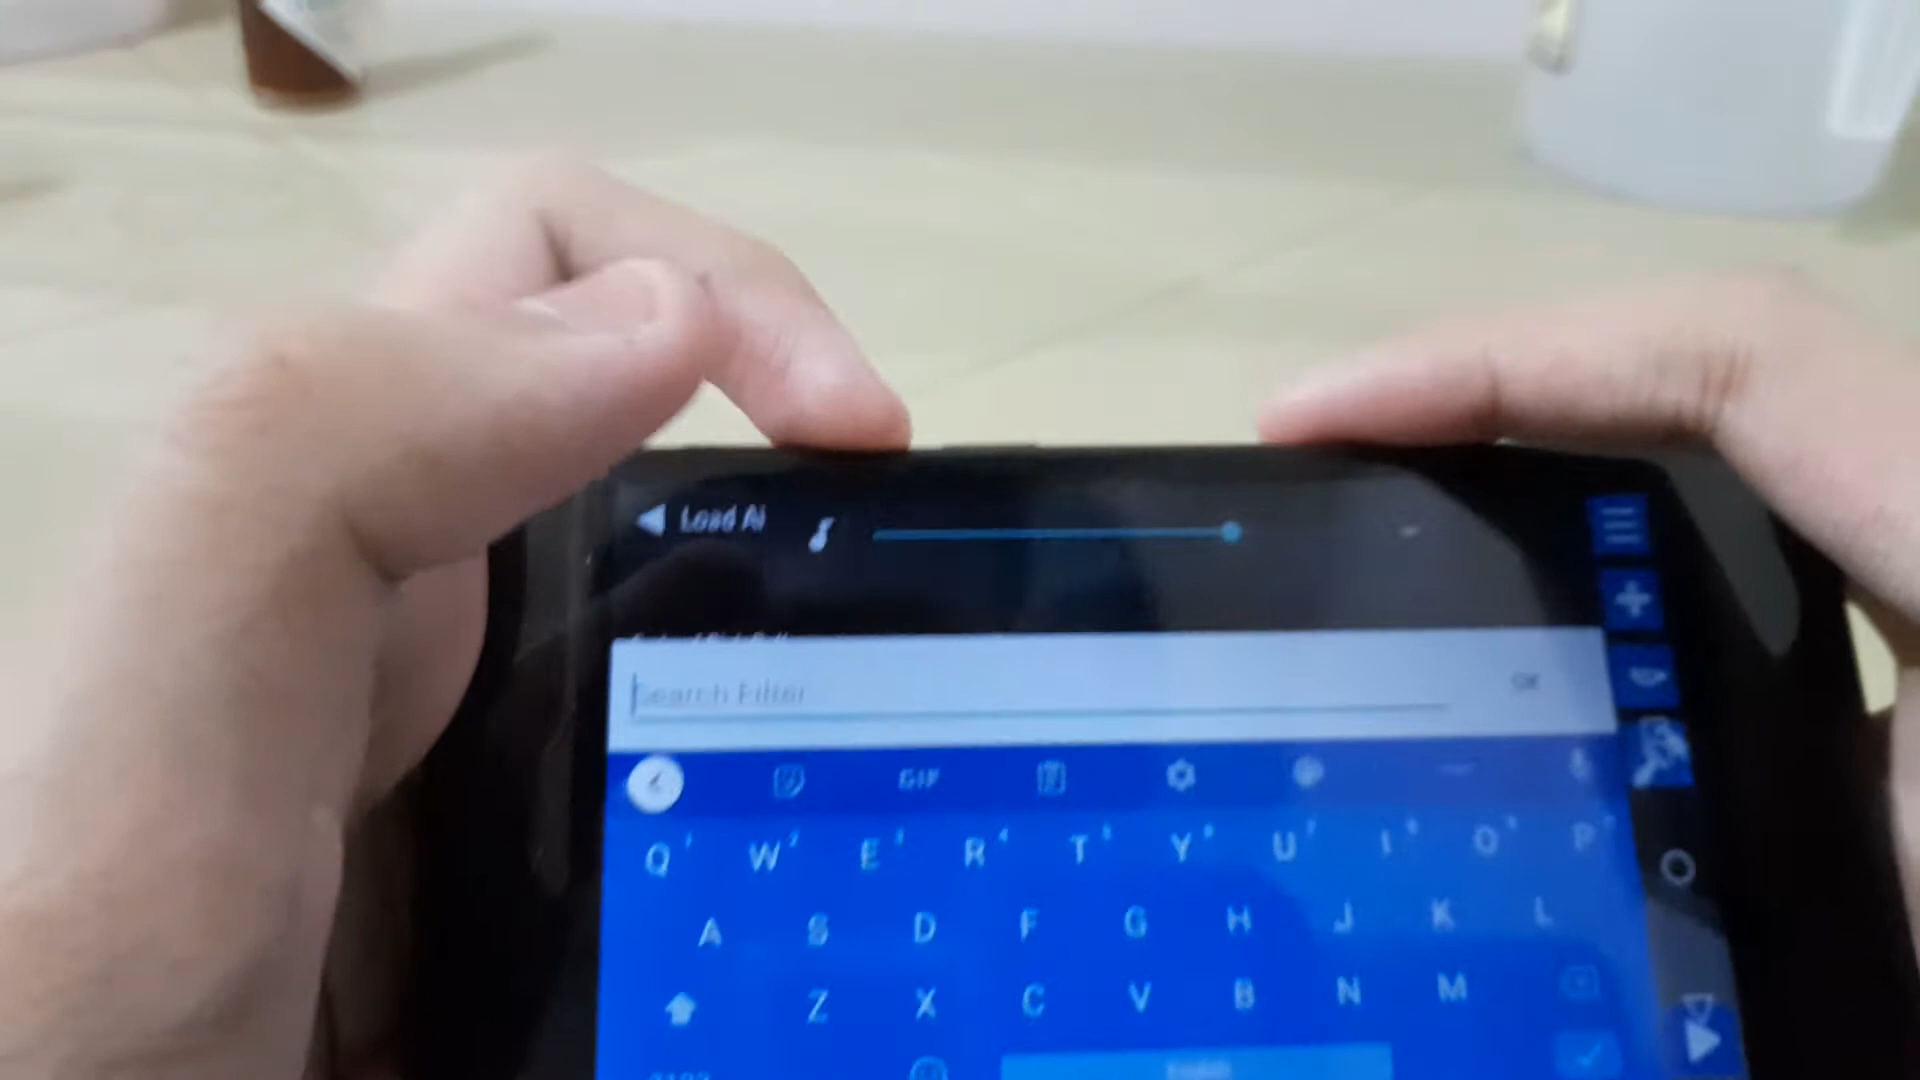 Load Ai
Search Filter
GIF
Q W E R T Y U I O P
A S D F G H J K L
Z X C V B N M